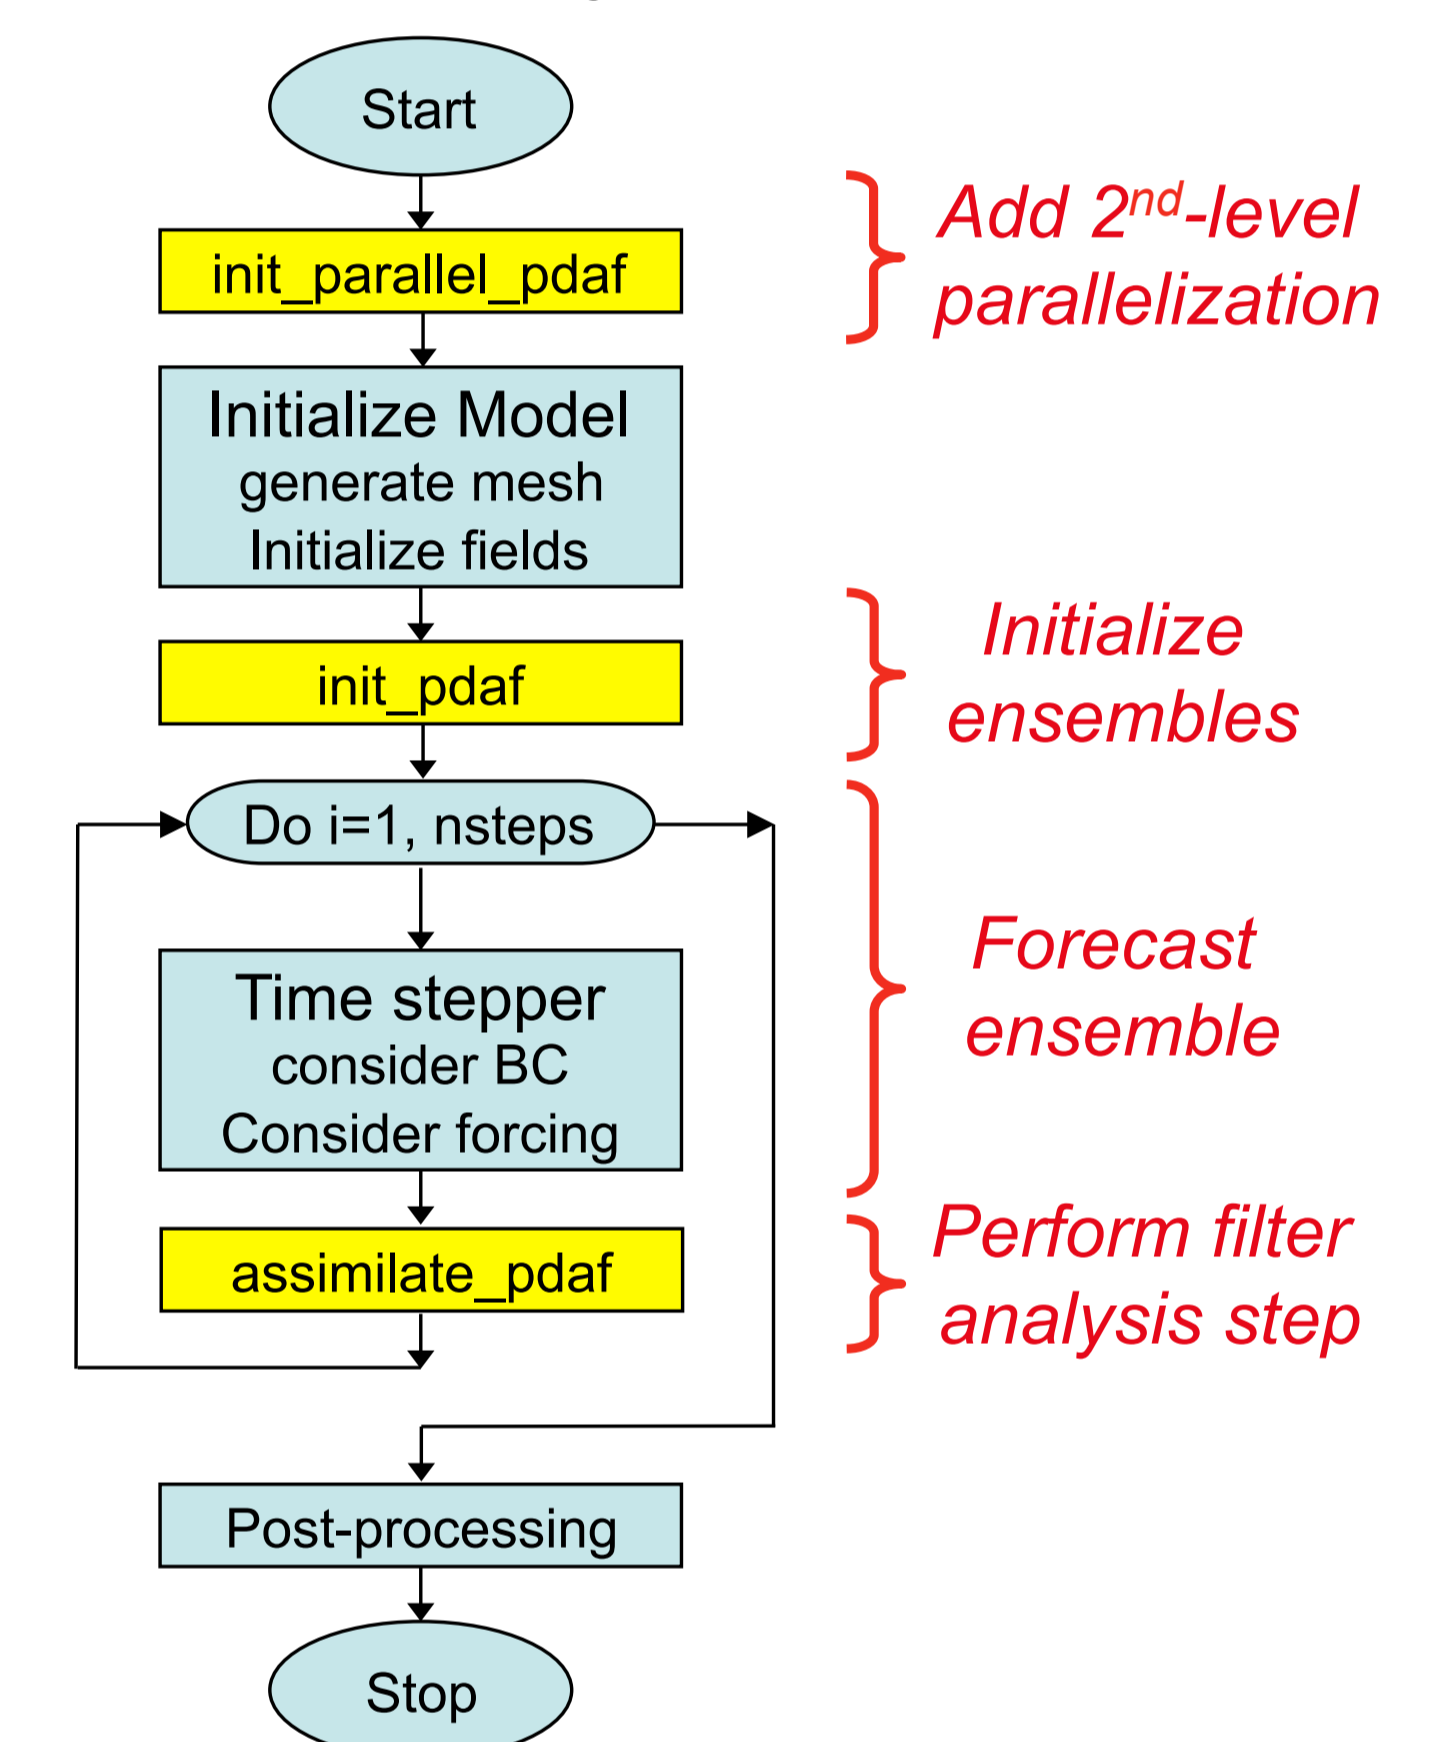 Start
init_parallel_pdaf
Add 2nd-level
parallelization
Initialize Model
generate mesh
Initialize fields
init_pdaf
Initialize
ensembles
Do i=1, nsteps
Time stepper
consider BC
Consider forcing
Forecast
ensemble
assimilate_pdaf
Perform filter
analysis step
Post-processing
Stop